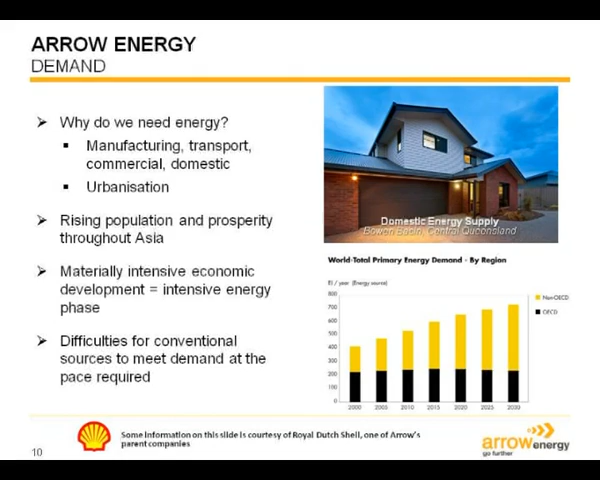 ARROW ENERGY
DEMAND
Why do we need energy?
Manufacturing, transport,
commercial, domestic
Urbanisation
Rising population and prosperity
throughout Asia
Materially intensive economic
development = intensive energy
phase
Difficulties for conventional
sources to meet demand at the
pace required
Domestic Energy Supply
Bowen Basin, Central Queensland
World-Total Primary Energy Demand - By Region
EJ / year (Energy source)
800
700
600
500
400
300
200
100
0
2000 2005 2010 2015 2020 2025 2030
Non-OECD
OECD
Some information on this slide is courtesy of Royal Dutch Shell, one of Arrow's
parent companies
arrow energy
go further
10